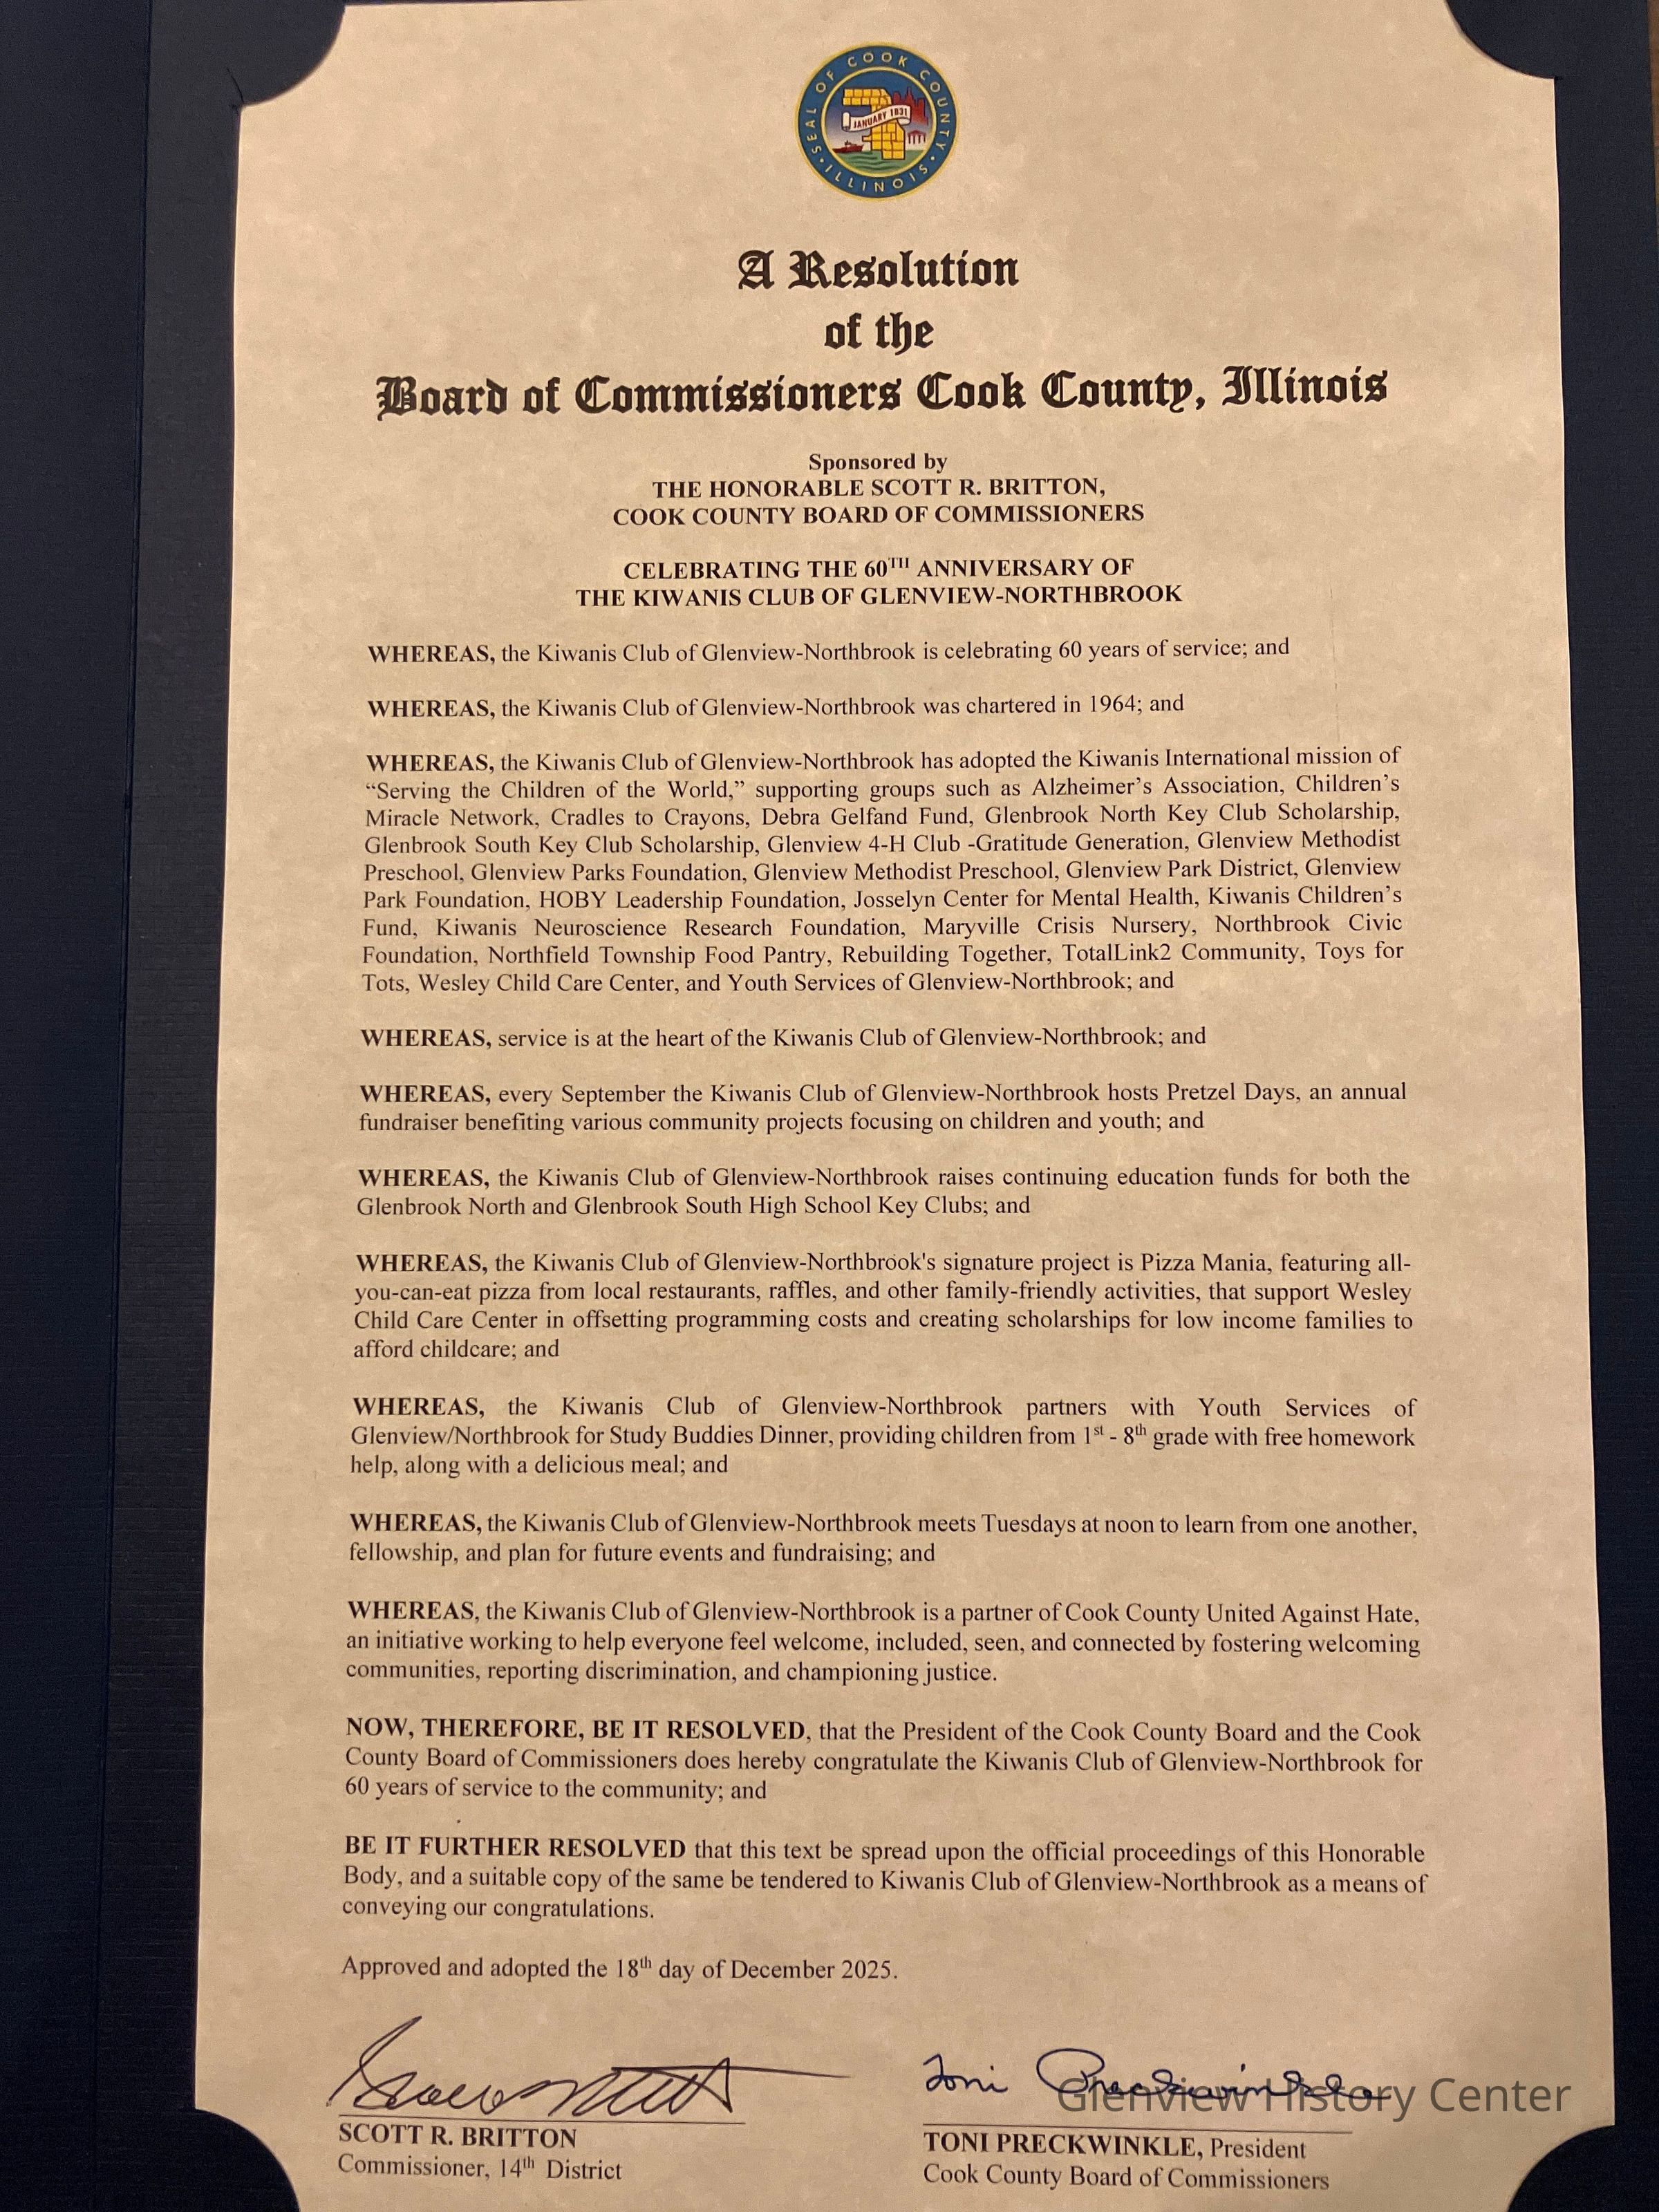 SEAL OF COOK COUNTY
JANUARY 1831
ILLINOIS
A Resolution
of the
Board of Commissioners Cook County, Illinois
Sponsored by
THE HONORABLE SCOTT R. BRITTON,
COOK COUNTY BOARD OF COMMISSIONERS
CELEBRATING THE 60TH ANNIVERSARY OF
THE KIWANIS CLUB OF GLENVIEW-NORTHBROOK
WHEREAS, the Kiwanis Club of Glenview-Northbrook is celebrating 60 years of service; and
WHEREAS, the Kiwanis Club of Glenview-Northbrook was chartered in 1964; and
WHEREAS, the Kiwanis Club of Glenview-Northbrook has adopted the Kiwanis International mission of
“Serving the Children of the World,” supporting groups such as Alzheimer’s Association, Children’s
Miracle Network, Cradles to Crayons, Debra Gelfand Fund, Glenbrook North Key Club Scholarship,
Glenbrook South Key Club Scholarship, Glenview 4-H Club -Gratitude Generation, Glenview Methodist
Preschool, Glenview Parks Foundation, Glenview Methodist Preschool, Glenview Park District, Glenview
Park Foundation, HOBY Leadership Foundation, Josselyn Center for Mental Health, Kiwanis Children’s
Fund, Kiwanis Neuroscience Research Foundation, Maryville Crisis Nursery, Northbrook Civic
Foundation, Northfield Township Food Pantry, Rebuilding Together, TotalLink2 Community, Toys for
Tots, Wesley Child Care Center, and Youth Services of Glenview-Northbrook; and
WHEREAS, service is at the heart of the Kiwanis Club of Glenview-Northbrook; and
WHEREAS, every September the Kiwanis Club of Glenview-Northbrook hosts Pretzel Days, an annual
fundraiser benefiting various community projects focusing on children and youth; and
WHEREAS, the Kiwanis Club of Glenview-Northbrook raises continuing education funds for both the
Glenbrook North and Glenbrook South High School Key Clubs; and
WHEREAS, the Kiwanis Club of Glenview-Northbrook's signature project is Pizza Mania, featuring all-
you-can-eat pizza from local restaurants, raffles, and other family-friendly activities, that support Wesley
Child Care Center in offsetting programming costs and creating scholarships for low income families to
afford childcare; and
WHEREAS, the Kiwanis Club of Glenview-Northbrook partners with Youth Services of
Glenview/Northbrook for Study Buddies Dinner, providing children from 1st - 8th grade with free homework
help, along with a delicious meal; and
WHEREAS, the Kiwanis Club of Glenview-Northbrook meets Tuesdays at noon to learn from one another,
fellowship, and plan for future events and fundraising; and
WHEREAS, the Kiwanis Club of Glenview-Northbrook is a partner of Cook County United Against Hate,
an initiative working to help everyone feel welcome, included, seen, and connected by fostering welcoming
communities, reporting discrimination, and championing justice.
NOW, THEREFORE, BE IT RESOLVED, that the President of the Cook County Board and the Cook
County Board of Commissioners does hereby congratulate the Kiwanis Club of Glenview-Northbrook for
60 years of service to the community; and
BE IT FURTHER RESOLVED that this text be spread upon the official proceedings of this Honorable
Body, and a suitable copy of the same be tendered to Kiwanis Club of Glenview-Northbrook as a means of
conveying our congratulations.
Approved and adopted the 18th day of December 2025.
Toni Preckwinkle
Glenview History Center
SCOTT R. BRITTON
Commissioner, 14th District
TONI PRECKWINKLE, President
Cook County Board of Commissioners